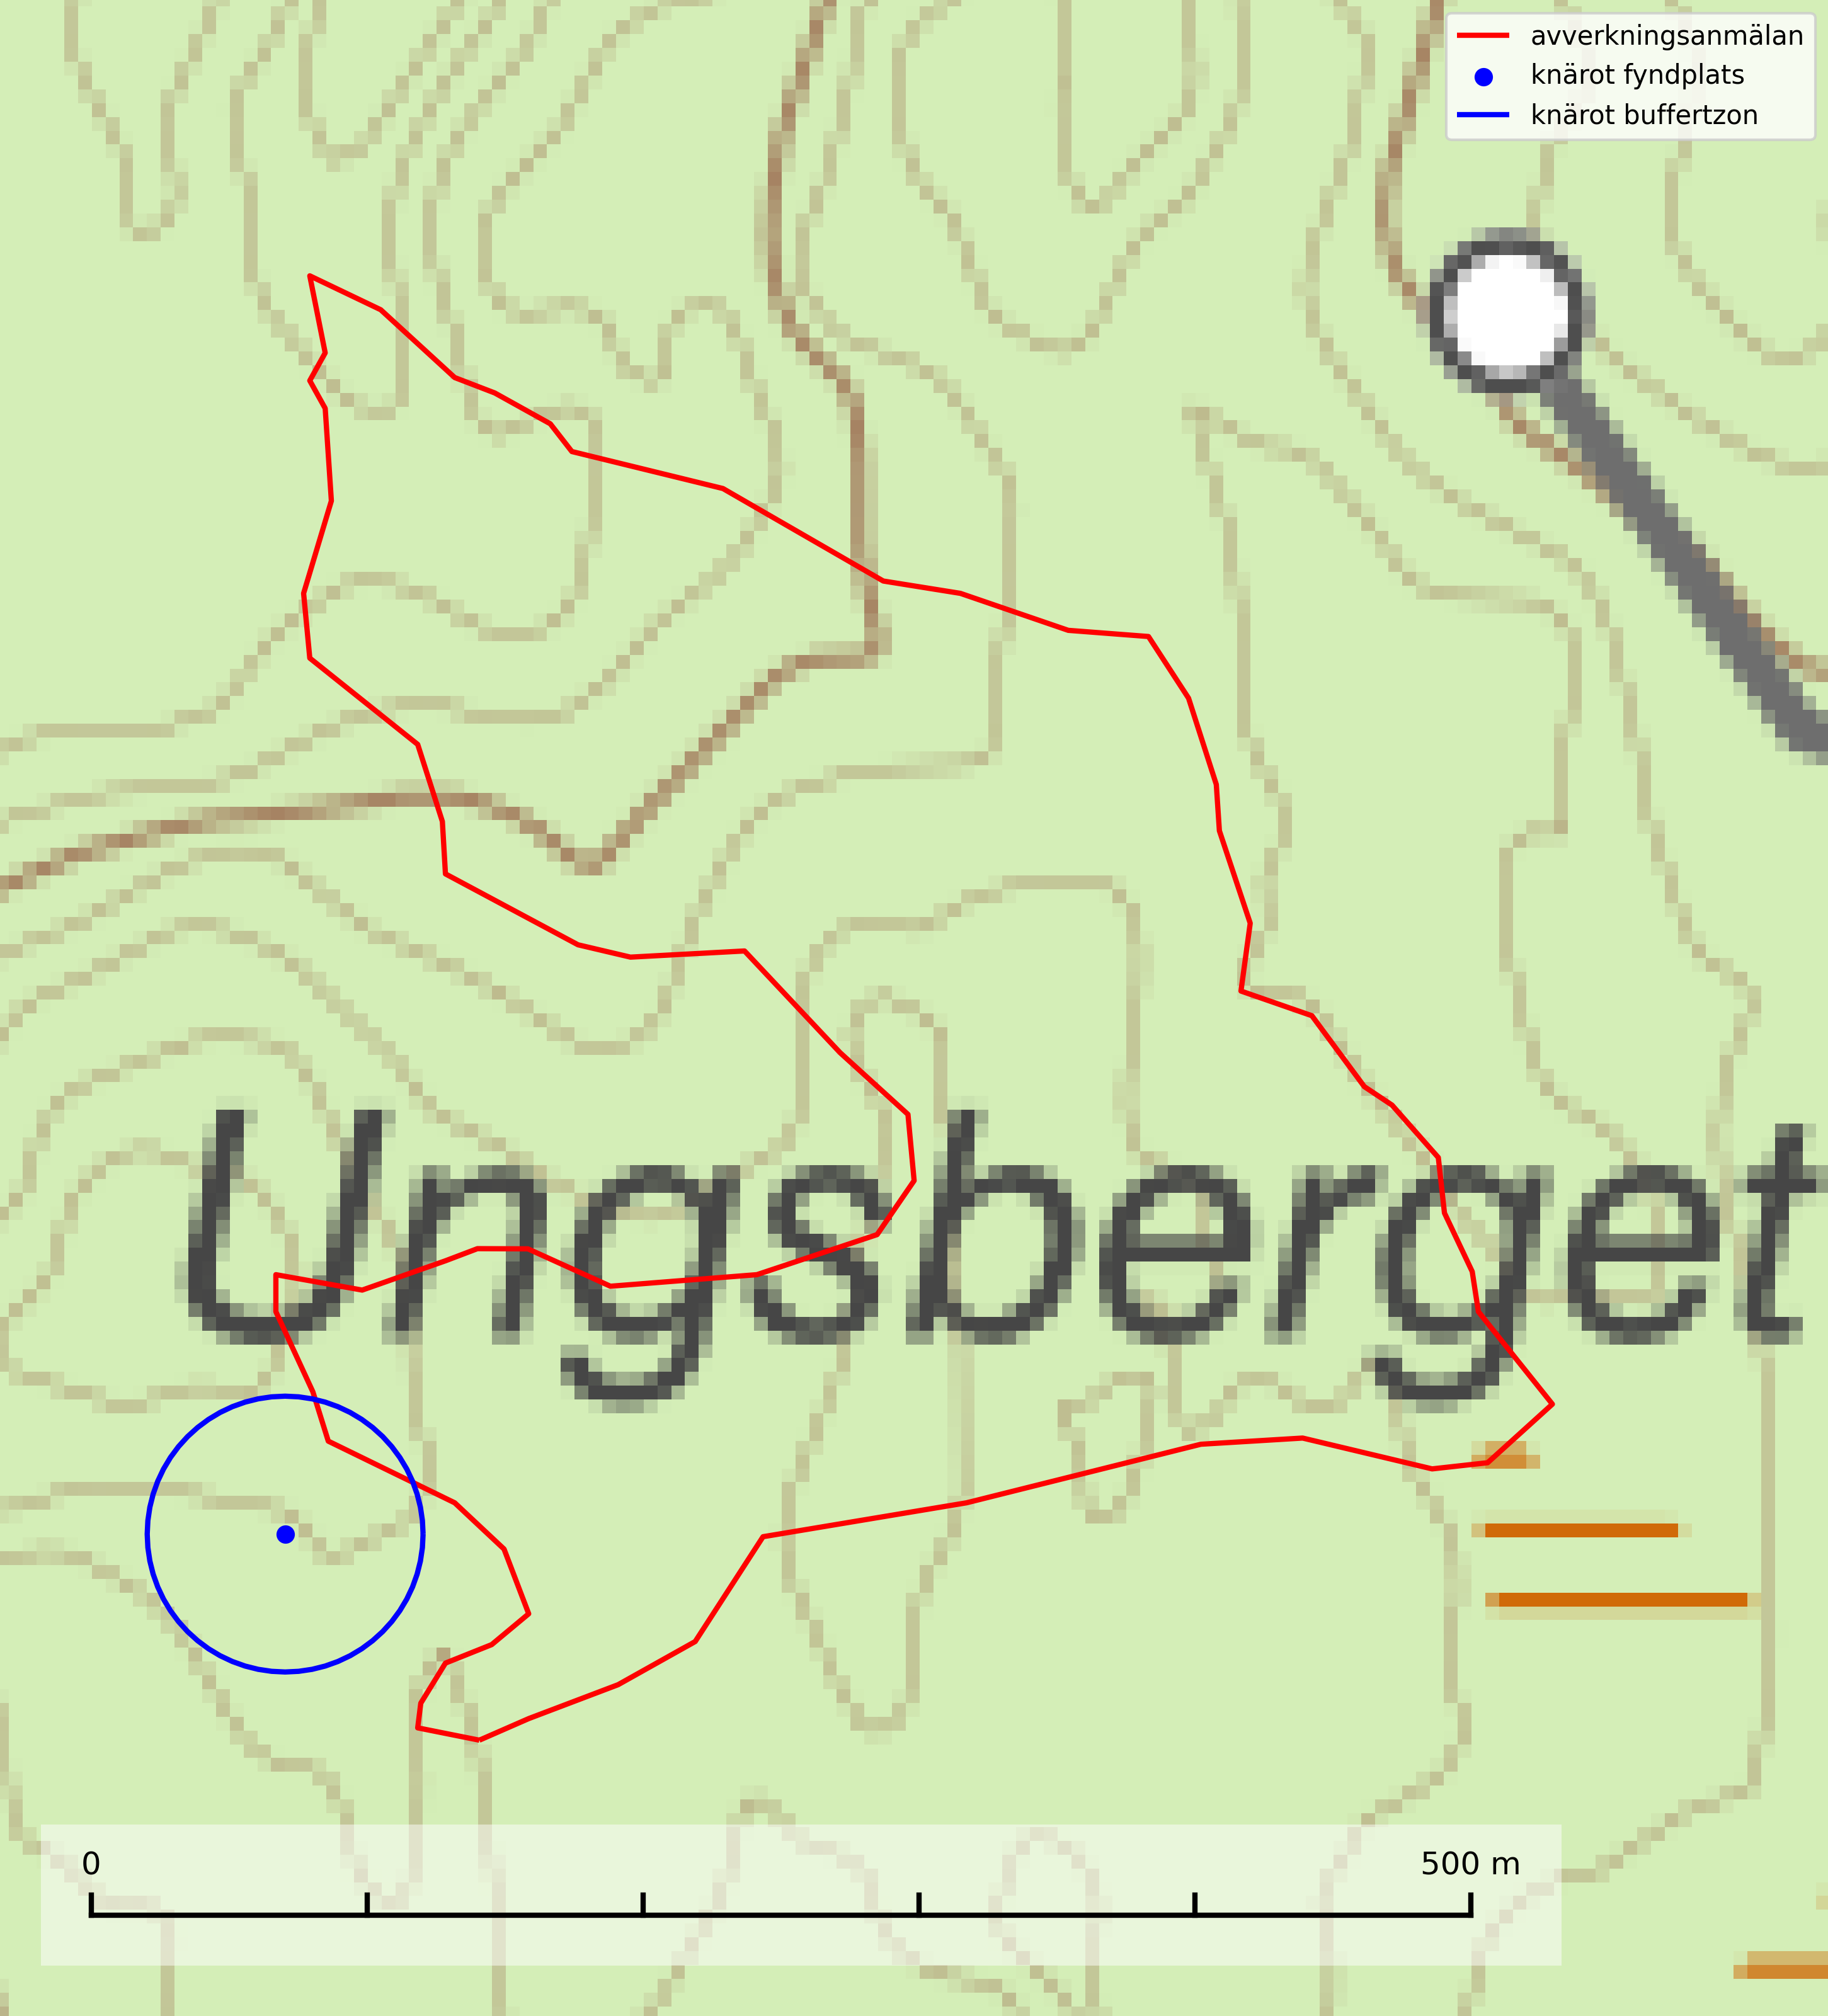 avverkningsanmälan
knärot fyndplats
knärot buffertzon
Ungsberget
0 500 m